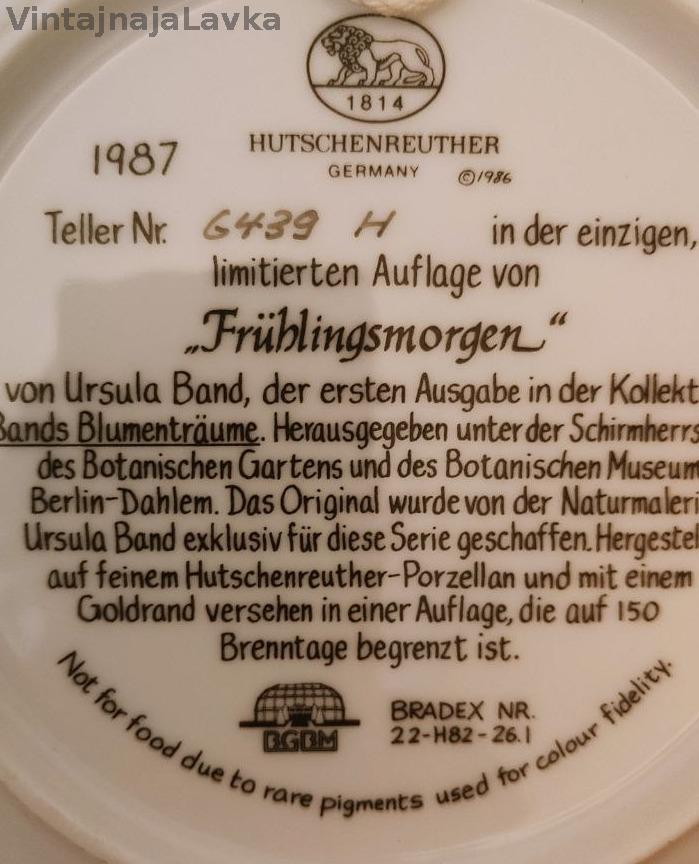 VintajnajaLavka
1814
HUTSCHENREUTHER
GERMANY ©1986
1987
Teller Nr. 6439 H in der einzigen,
limitierten Auflage von
„Frühlingsmorgen“
von Ursula Band, der ersten Ausgabe in der Kollekt
Bands Blumenträume. Herausgegeben unter der Schirmherrs
des Botanischen Gartens und des Botanischen Museum
Berlin-Dahlem. Das Original wurde von der Naturmaleri
Ursula Band exklusiv für diese Serie geschaffen. Hergestel
auf feinem Hutschenreuther-Porzellan und mit einem
Goldrand versehen in einer Auflage, die auf 150
Brenntage begrenzt ist.
BGBM
BRADEX NR.
22-H82-26.1
Not for food due to rare pigments used for colour fidelity.